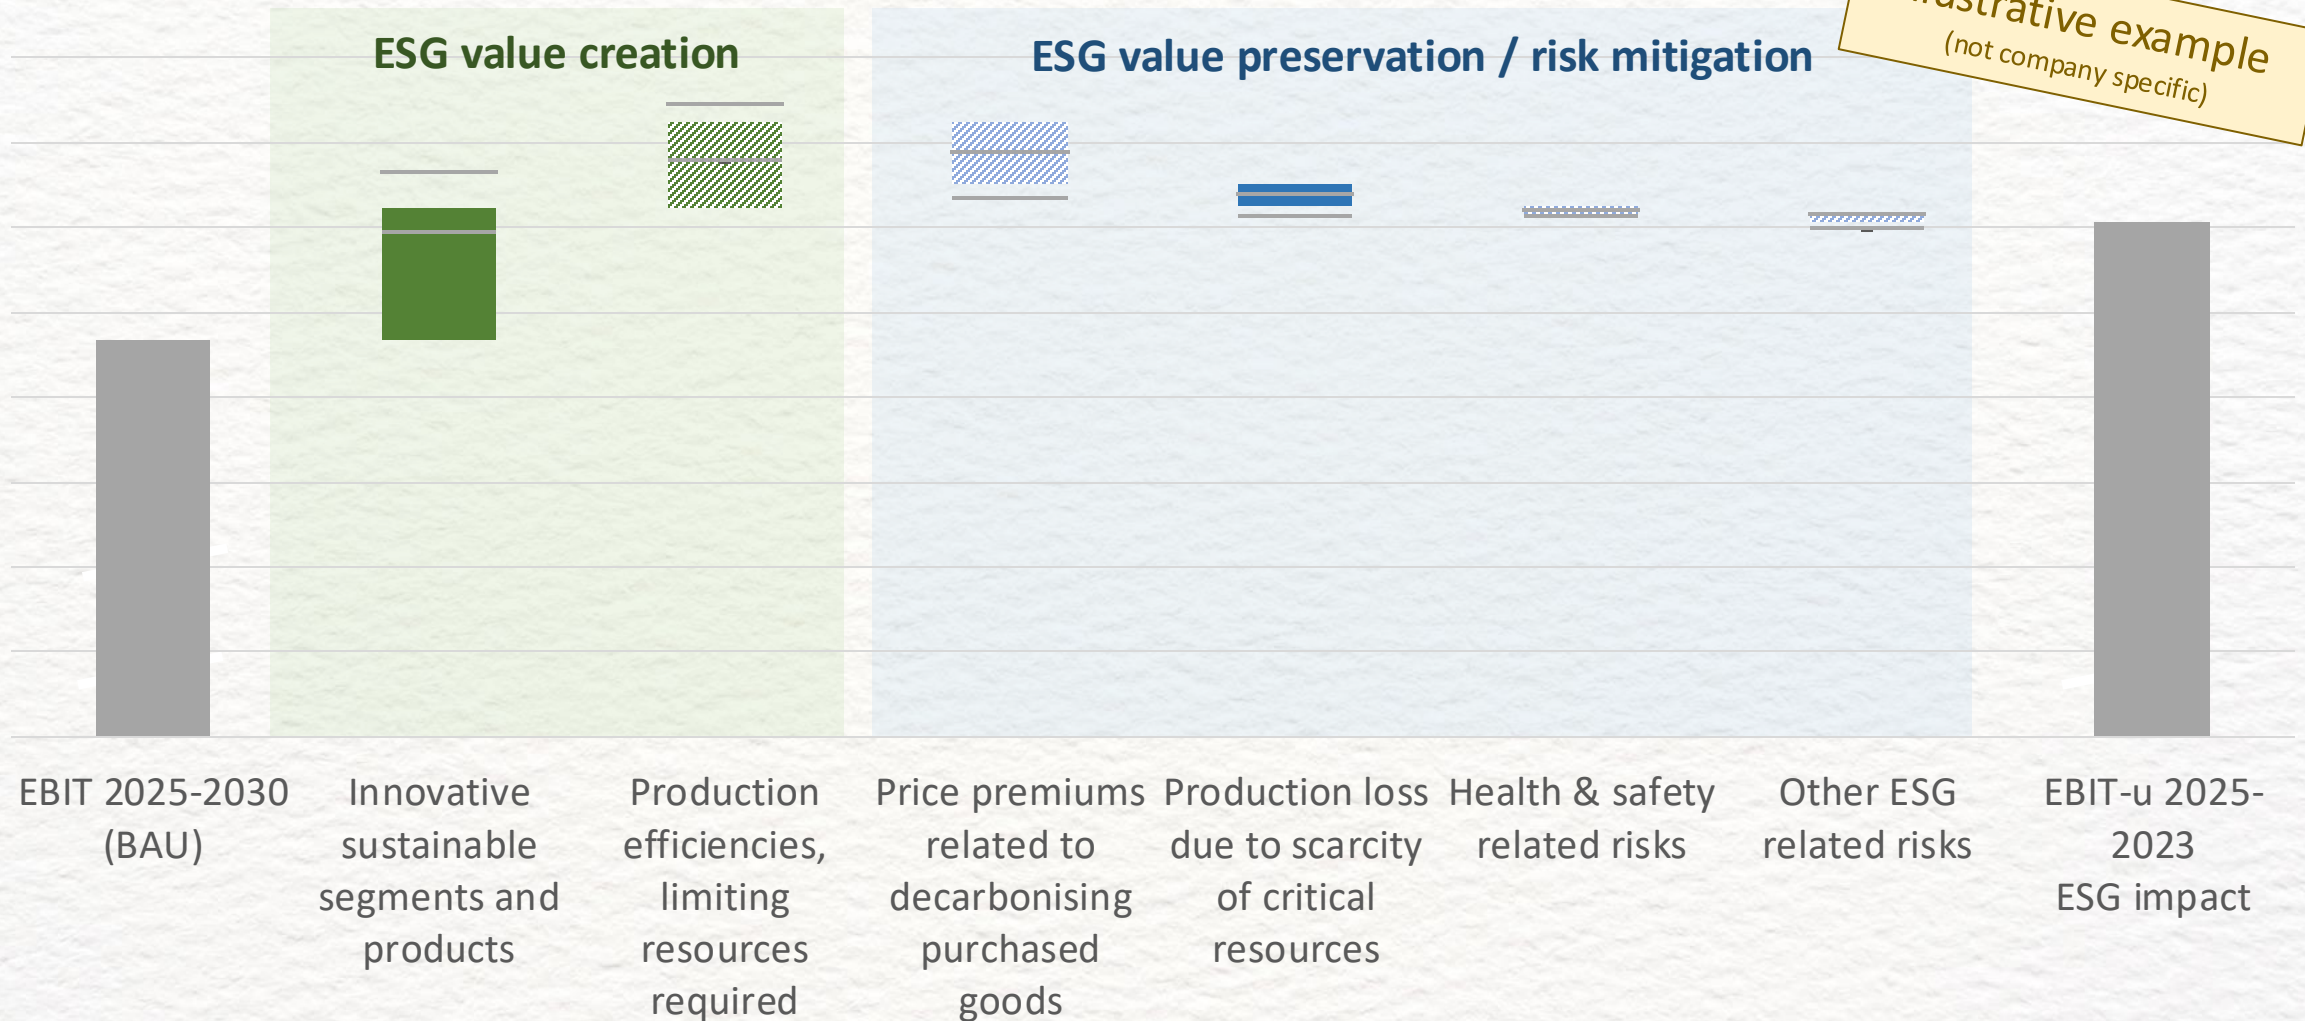 ESG value creation
ESG value preservation / risk mitigation
example
(not company specific)
EBIT 2025-2030
(BAU)
Innovative
sustainable
segments and
products
Production
efficiencies,
limiting
resources
required
Price premiums
related to
decarbonising
purchased
goods
Production loss
due to scarcity
of critical
resources
Health & safety
related risks
Other ESG
related risks
EBIT-u 2025-
2023
ESG impact